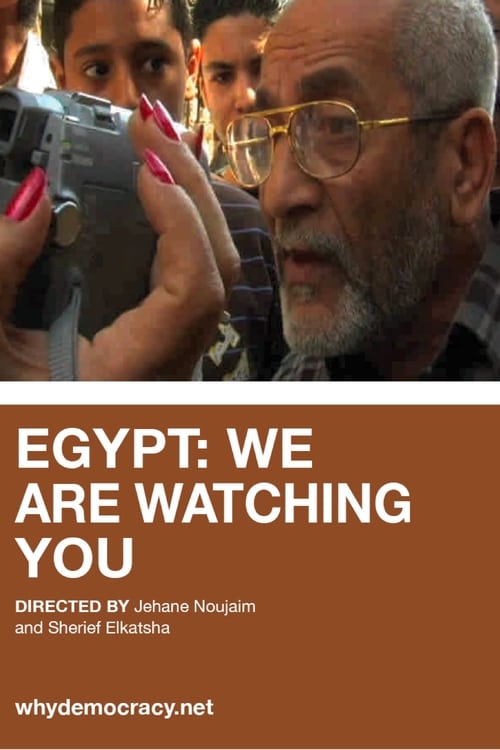 EGYPT: WE
ARE WATCHING
YOU
DIRECTED BY Jehane Noujaim
and Sherief Elkatsha
whydemocracy.net